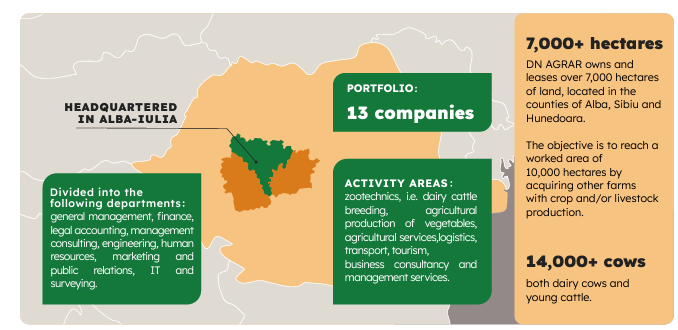 HEADQUARTERED
IN ALBA-IULIA
Divided into the
following departments:
general management, finance,
legal accounting, management
consulting, engineering, human
resources, marketing and
public relations, IT and
surveying.
PORTFOLIO:
13 companies
ACTIVITY AREAS:
zootechnics, i.e. dairy cattle
breeding, agricultural
production of vegetables,
agricultural services,logistics,
transport, tourism,
business consultancy and
management services.
7,000+ hectares
DN AGRAR owns and
leases over 7,000 hectares
of land, located in the
counties of Alba, Sibiu and
Hunedoara.
The objective is to reach a
worked area of
10,000 hectares by
acquiring other farms
with crop and/or livestock
production.
14,000+ cows
both dairy cows and
young cattle.